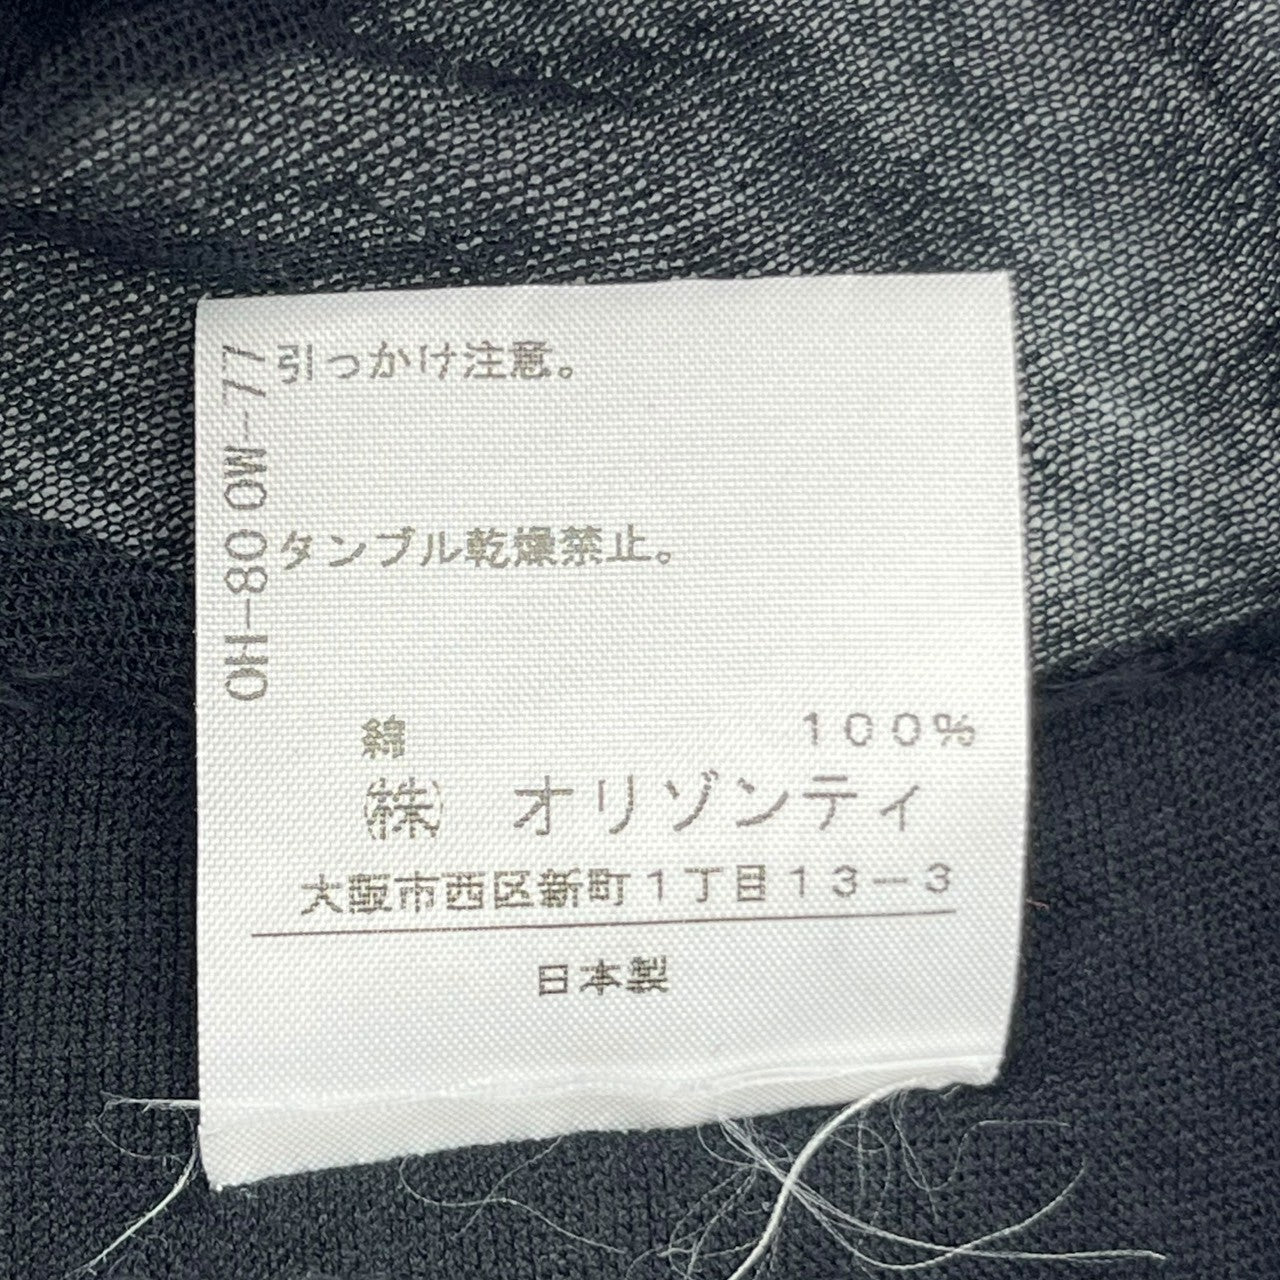 引っかけ注意。
OH-80OW-77
タンブル乾燥禁止。
綿 100%
㈱ オリゾンティ
大阪市西区新町1丁目13-3
日本製